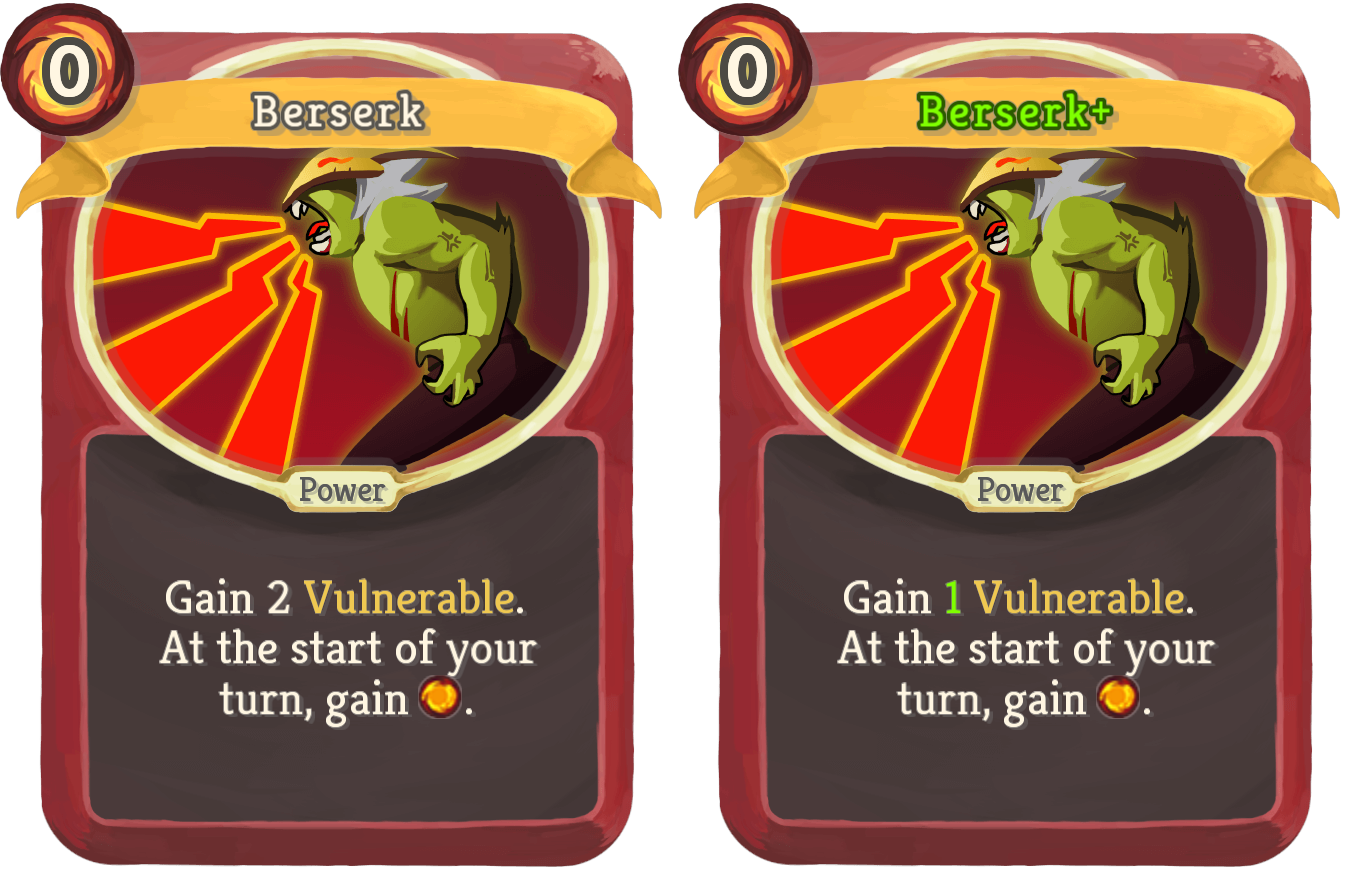 0
Berserk
Power
Gain 2 Vulnerable.
At the start of your
turn, gain .
0
Berserk+
Power
Gain 1 Vulnerable.
At the start of your
turn, gain .